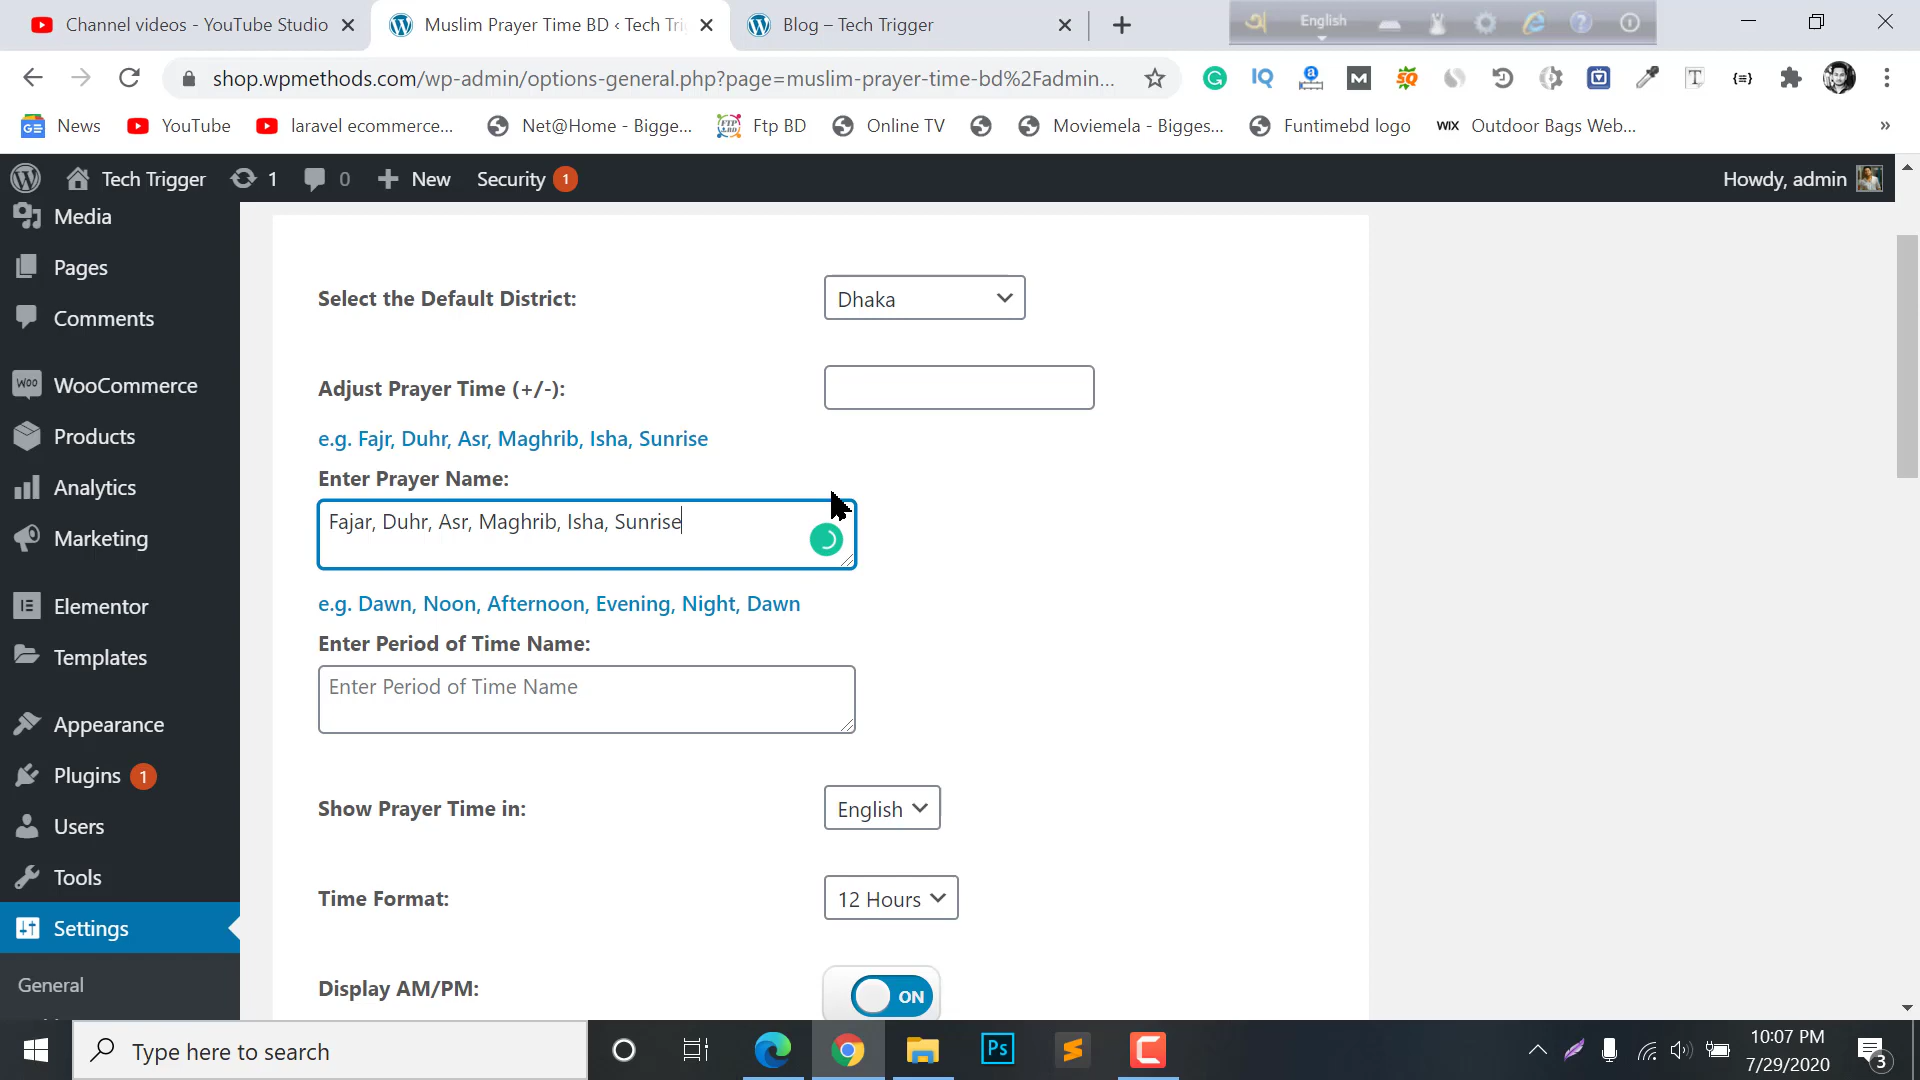 Channel videos - YouTube Studio
Muslim Prayer Time BD ‹ Tech Tri
Blog – Tech Trigger
English
shop.wpmethods.com/wp-admin/options-general.php?page=muslim-prayer-time-bd%2Fadmin...
News
YouTube
laravel ecommerce...
Net@Home - Bigge...
Ftp BD
Online TV
Moviemela - Bigges...
Funtimebd logo
WIX
Outdoor Bags Web...
»
Tech Trigger
1
0
New
Security 1
Howdy, admin
Media
Pages
Comments
WooCommerce
Products
Analytics
Marketing
Elementor
Templates
Appearance
Plugins 1
Users
Tools
Settings
General
Select the Default District:
Dhaka
Adjust Prayer Time (+/-):
e.g. Fajr, Duhr, Asr, Maghrib, Isha, Sunrise
Enter Prayer Name:
Fajar, Duhr, Asr, Maghrib, Isha, Sunrise
e.g. Dawn, Noon, Afternoon, Evening, Night, Dawn
Enter Period of Time Name:
Enter Period of Time Name
Show Prayer Time in:
English
Time Format:
12 Hours
Display AM/PM:
ON
Type here to search
Ps
10:07 PM
7/29/2020
3